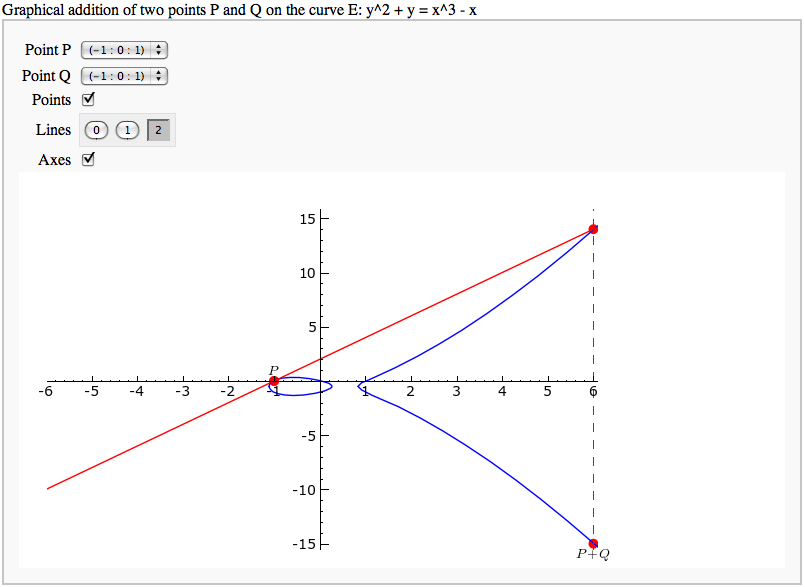 Graphical addition of two points P and Q on the curve E: y^2 + y = x^3 - x
Point P (-1 : 0 : 1)
Point Q (-1 : 0 : 1)
Points
Lines 0 1 2
Axes
15
10
5
P
-6 -5 -4 -3 -2 -1 1 2 3 4 5 6
-5
-10
-15
P+Q